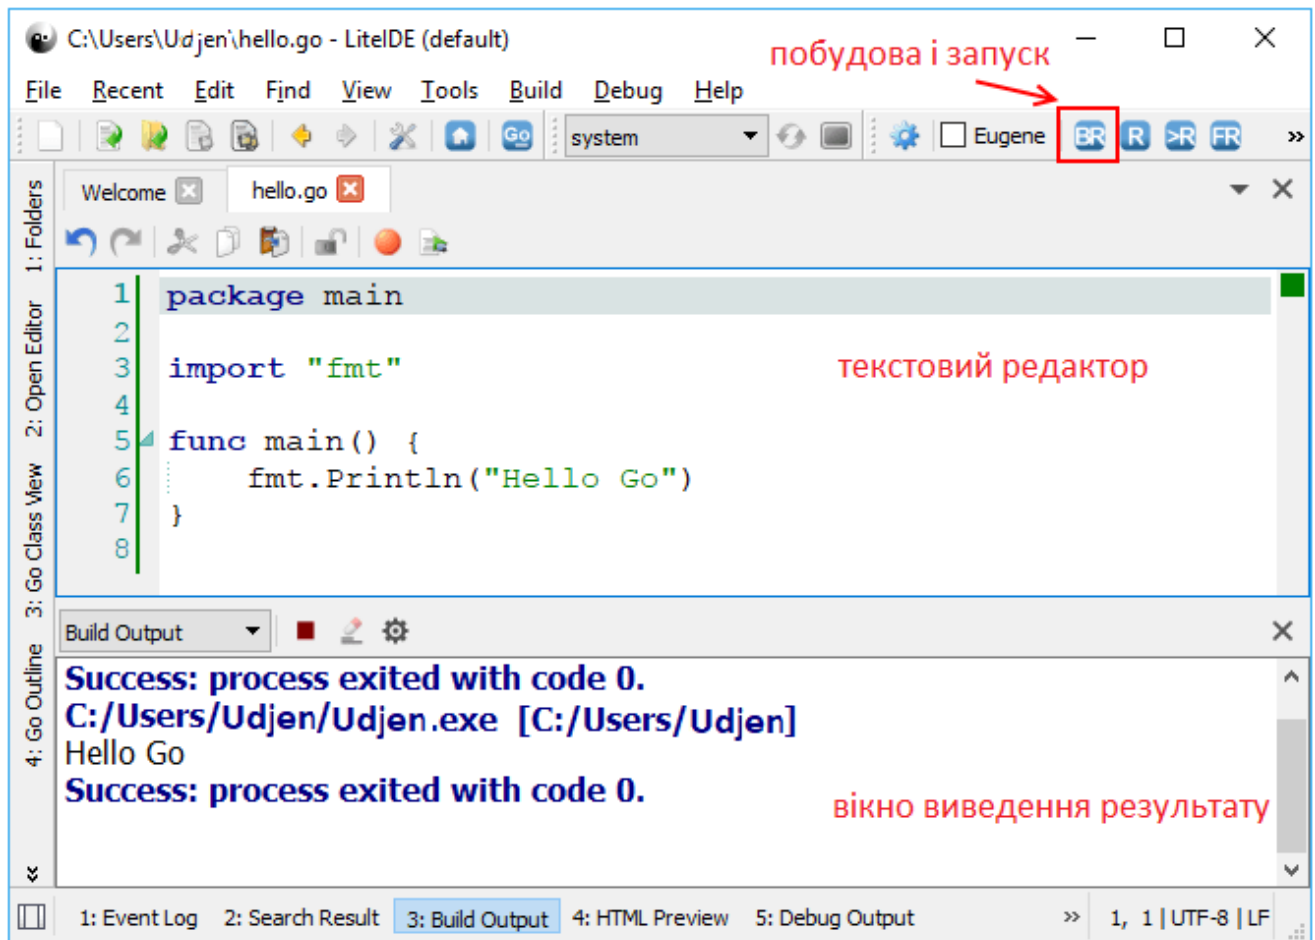 C:\Users\Udjen\hello.go - LiteIDE (default)
побудова і запуск
File Recent Edit Find View Tools Build Debug Help
Go system Eugene BR R >R FR »
Welcome hello.go
1: Folders
2: Open Editor
3: Go Class View
4: Go Outline
1 package main
2
3 import "fmt"
текстовий редактор
4
5 func main() {
6 fmt.Println("Hello Go")
7 }
8
Build Output
Success: process exited with code 0.
C:/Users/Udjen/Udjen.exe [C:/Users/Udjen]
Hello Go
Success: process exited with code 0.
вікно виведення результату
1: Event Log 2: Search Result 3: Build Output 4: HTML Preview 5: Debug Output » 1, 1 | UTF-8 | LF